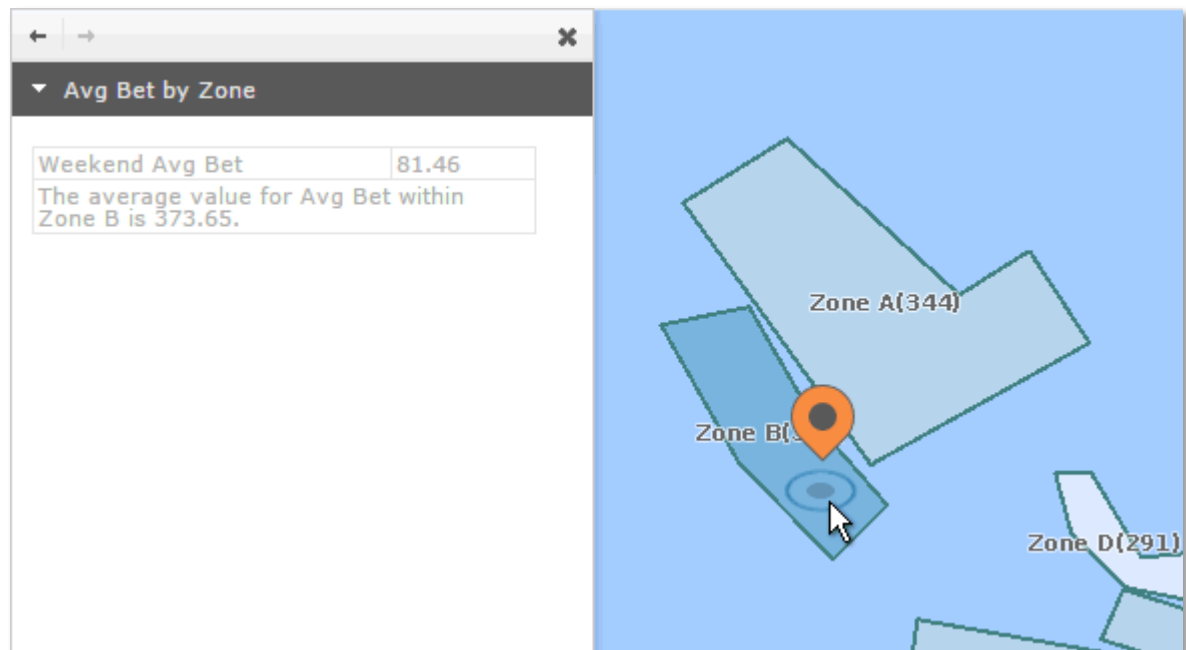 Avg Bet by Zone
Weekend Avg Bet 81.46
The average value for Avg Bet within
Zone B is 373.65.
Zone A(344)
Zone B(
Zone D(291)